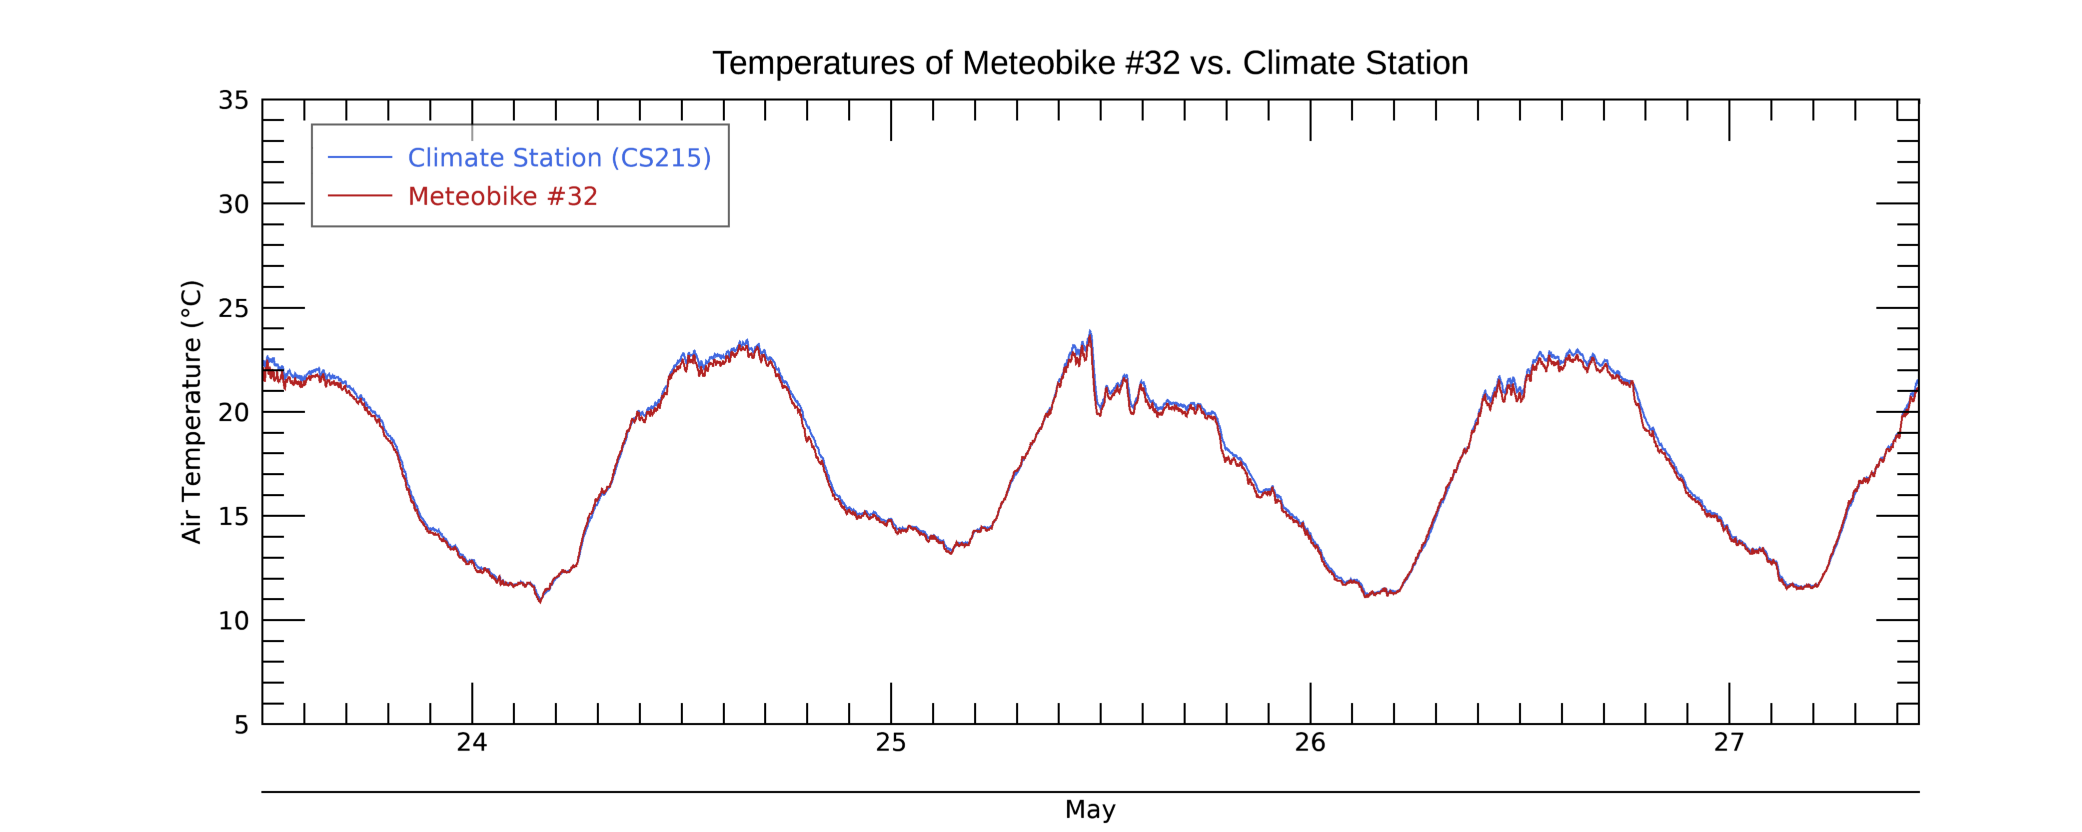 Temperatures of Meteobike #32 vs. Climate Station
35
Climate Station (CS215)
Meteobike #32
30
25
20
15
10
5
Air Temperature (°C)
24 25 26 27
May